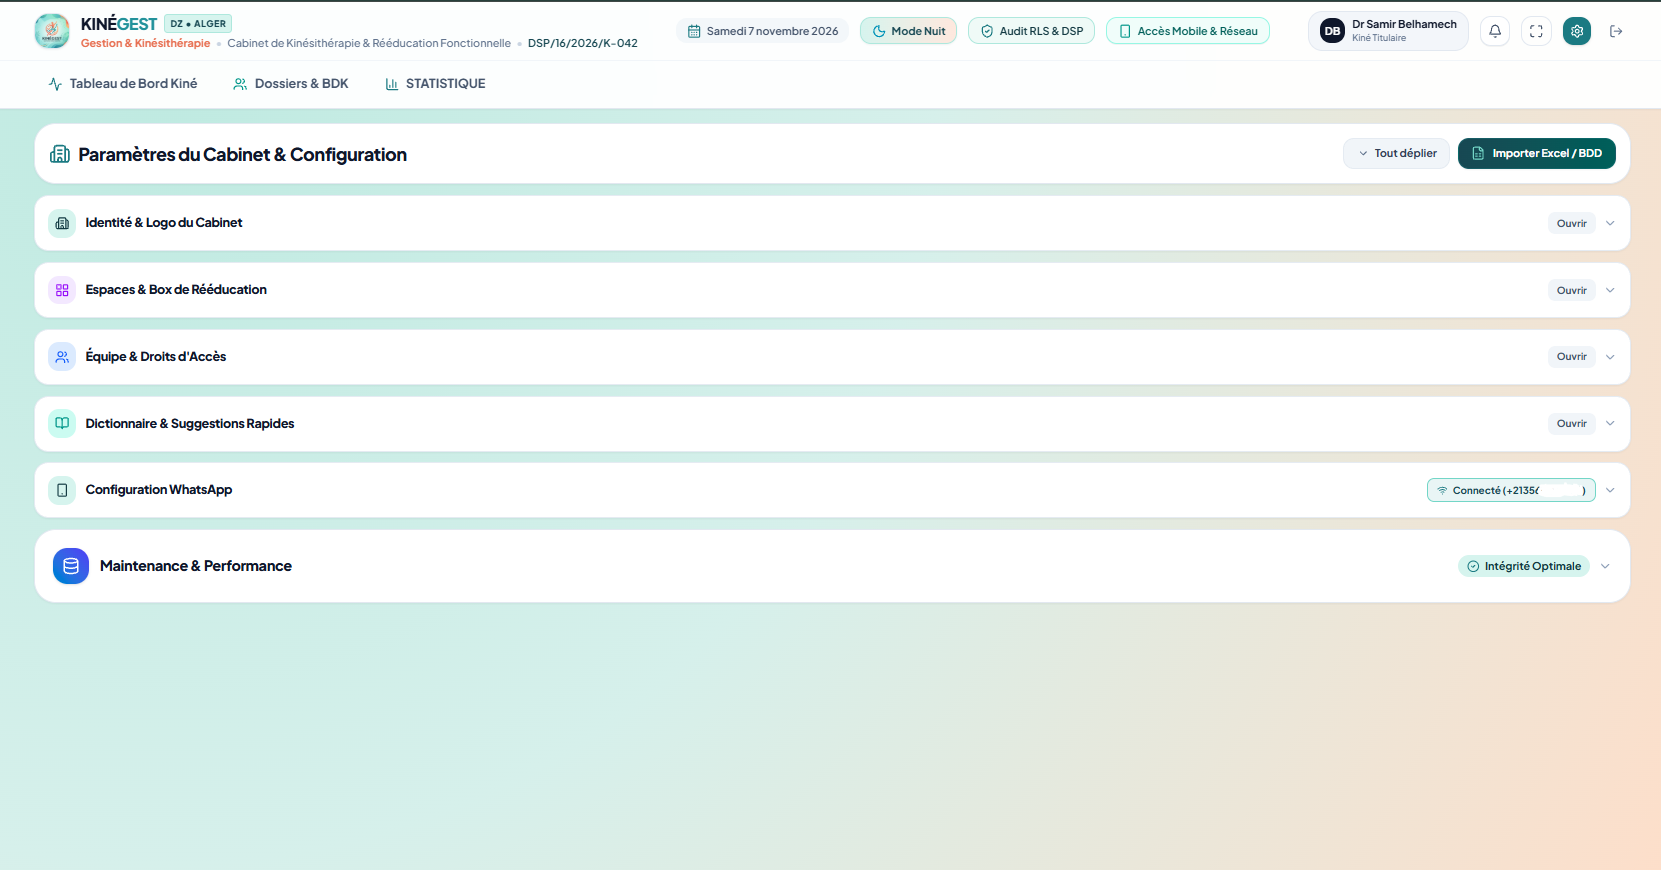 KINÉGEST DZ • ALGER
Gestion & Kinésithérapie • Cabinet de Kinésithérapie & Rééducation Fonctionnelle • DSP/16/2026/K-042
Samedi 7 novembre 2026
Mode Nuit
Audit RLS & DSP
Accès Mobile & Réseau
DB
Dr Samir Belhamech
Kiné Titulaire
Tableau de Bord Kiné
Dossiers & BDK
STATISTIQUE
Paramètres du Cabinet & Configuration
Tout déplier
Importer Excel / BDD
Identité & Logo du Cabinet
Ouvrir
Espaces & Box de Rééducation
Ouvrir
Équipe & Droits d'Accès
Ouvrir
Dictionnaire & Suggestions Rapides
Ouvrir
Configuration WhatsApp
Connecté (+21356 )
Maintenance & Performance
Intégrité Optimale